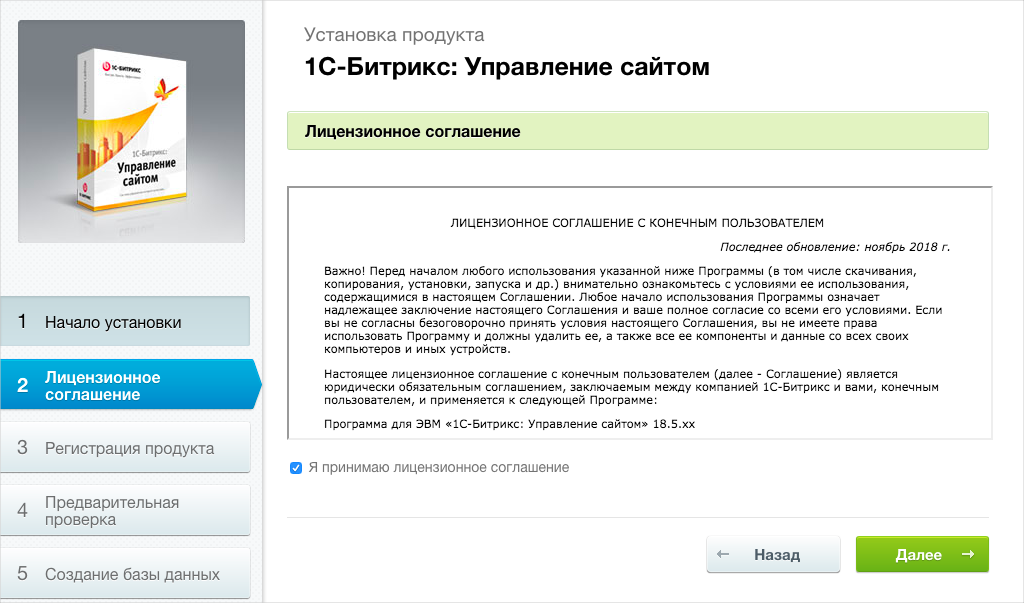 1С-БИТРИКС
1С-Битрикс:
Управление
сайтом
Установка продукта
1С-Битрикс: Управление сайтом
Лицензионное соглашение
ЛИЦЕНЗИОННОЕ СОГЛАШЕНИЕ С КОНЕЧНЫМ ПОЛЬЗОВАТЕЛЕМ
Последнее обновление: ноябрь 2018 г.
Важно! Перед началом любого использования указанной ниже Программы (в том числе скачивания,
копирования, установки, запуска и др.) внимательно ознакомьтесь с условиями ее использования,
содержащимися в настоящем Соглашении. Любое начало использования Программы означает
надлежащее заключение настоящего Соглашения и ваше полное согласие со всеми его условиями. Если
вы не согласны безоговорочно принять условия настоящего Соглашения, вы не имеете права
использовать Программу и должны удалить ее, а также все ее компоненты и данные со всех своих
компьютеров и иных устройств.
Настоящее лицензионное соглашение с конечным пользователем (далее - Соглашение) является
юридически обязательным соглашением, заключаемым между компанией 1С-Битрикс и вами, конечным
пользователем, и применяется к следующей Программе:
Программа для ЭВМ «1С-Битрикс: Управление сайтом» 18.5.xx
Я принимаю лицензионное соглашение
Назад
Далее
1 Начало установки
2 Лицензионное
соглашение
3 Регистрация продукта
4 Предварительная
проверка
5 Создание базы данных